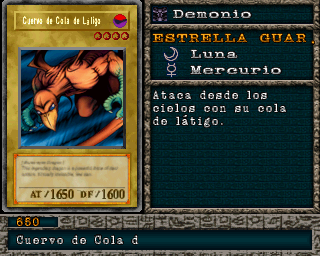 Cuervo de Cola de Látigo
AT/1650 DF/1600
Demonio
ESTRELLA GUAR.
Luna
Mercurio
Ataca desde los
cielos con su cola
de látigo.
650
Cuervo de Cola d